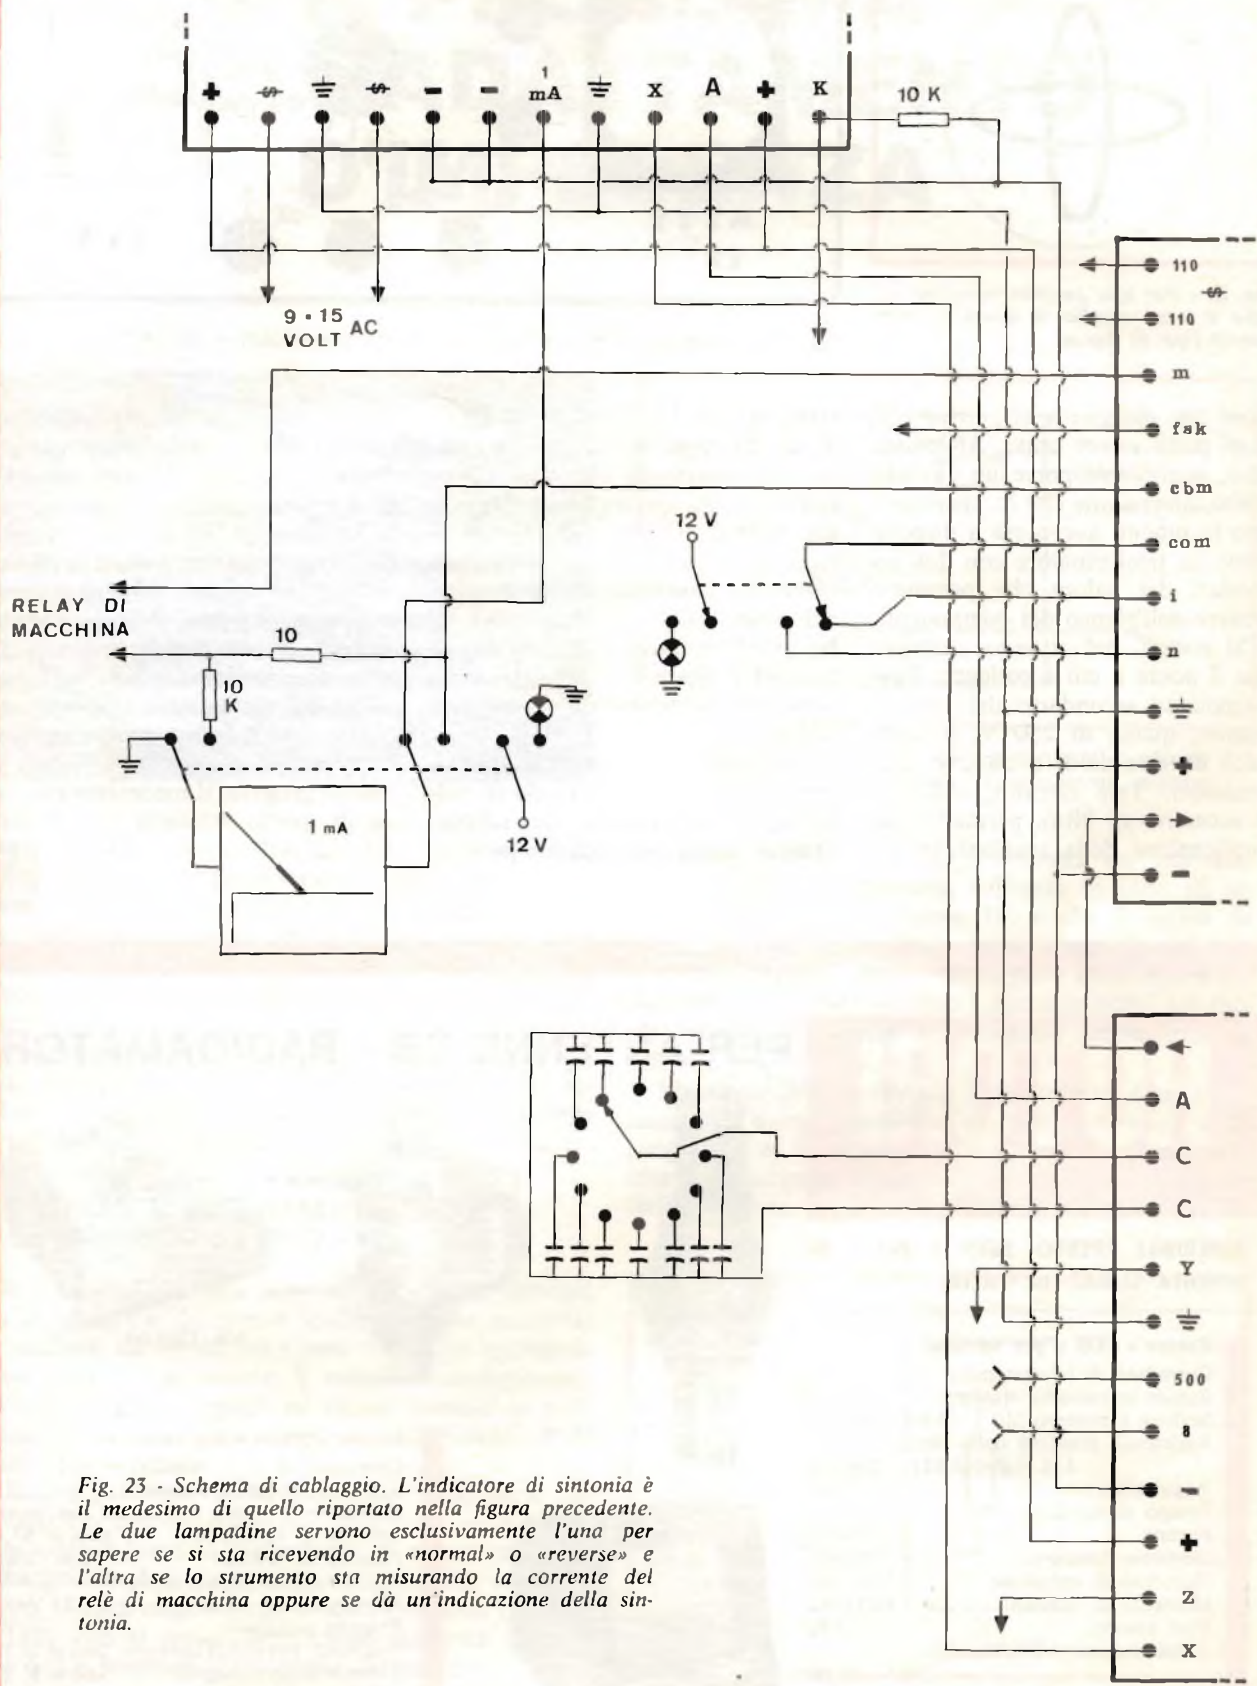 + ⏚ - - 1 mA ⏚ X A + K
10 K
9 - 15
VOLT AC
110
110
m
fsk
cbm
com
i
n
⏚
+
-
12 V
RELAY DI
MACCHINA
10
10
K
1 mA
12 V
A
C
C
Y
⏚
500
8
-
+
Z
X
Fig. 23 - Schema di cablaggio. L'indicatore di sintonia è
il medesimo di quello riportato nella figura precedente.
Le due lampadine servono esclusivamente l'una per
sapere se si sta ricevendo in «normal» o «reverse» e
l'altra se lo strumento sta misurando la corrente del
relè di macchina oppure se dà un'indicazione della sin-
tonia.